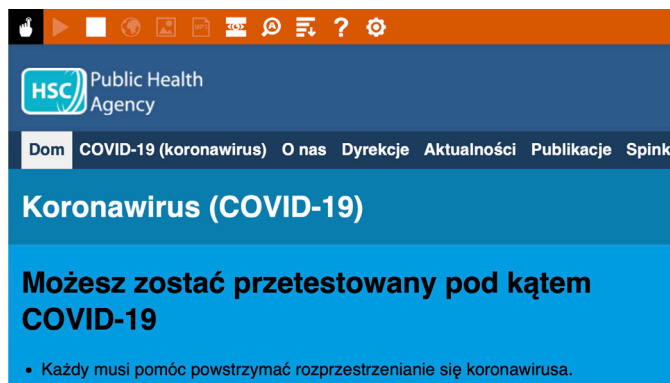 MP3
A
?
HSC
Public Health
Agency
Dom COVID-19 (koronawirus) O nas Dyrekcje Aktualności Publikacje Spink
Koronawirus (COVID-19)
Możesz zostać przetestowany pod kątem
COVID-19
• Każdy musi pomóc powstrzymać rozprzestrzenianie się koronawirusa.